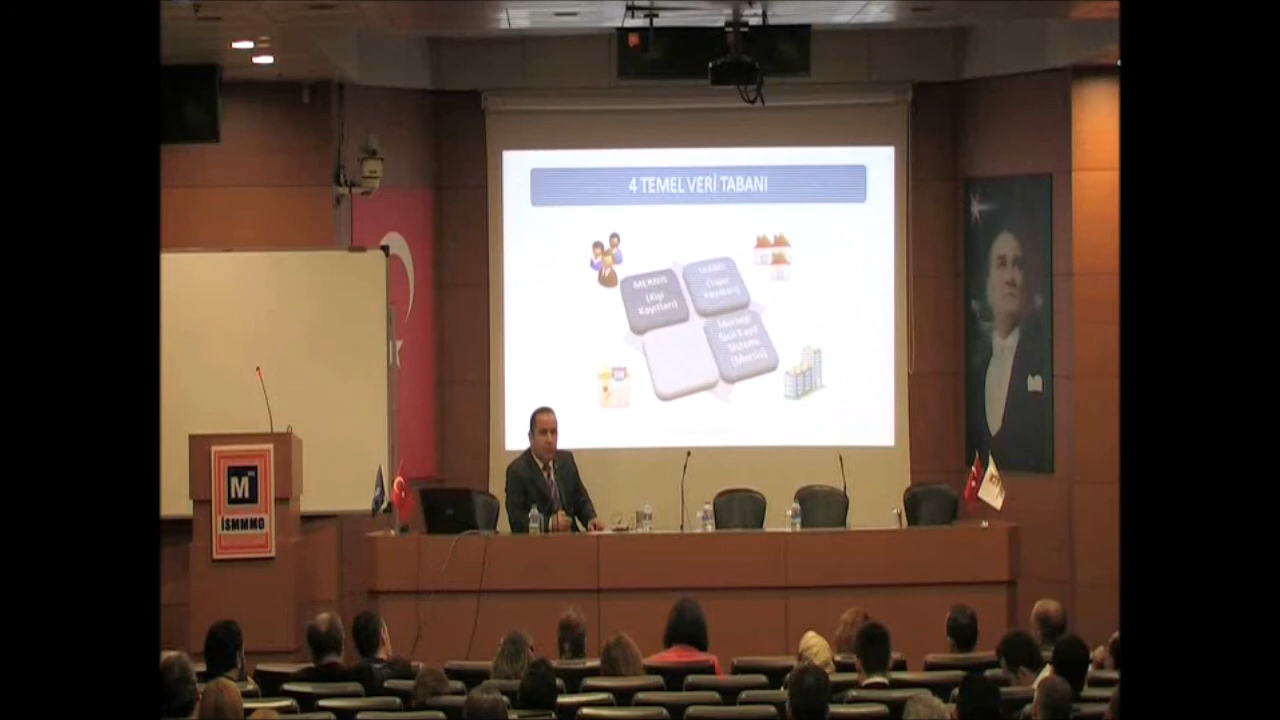 4 TEMEL VERİ TABANI
MERNİS
(Kişi
Kayıtları)
TAKBİS
(Tapu
Kayıtları)
Merkezi
Sicil Kayıt
Sistemi
(Mersis)
M
İSMMMO